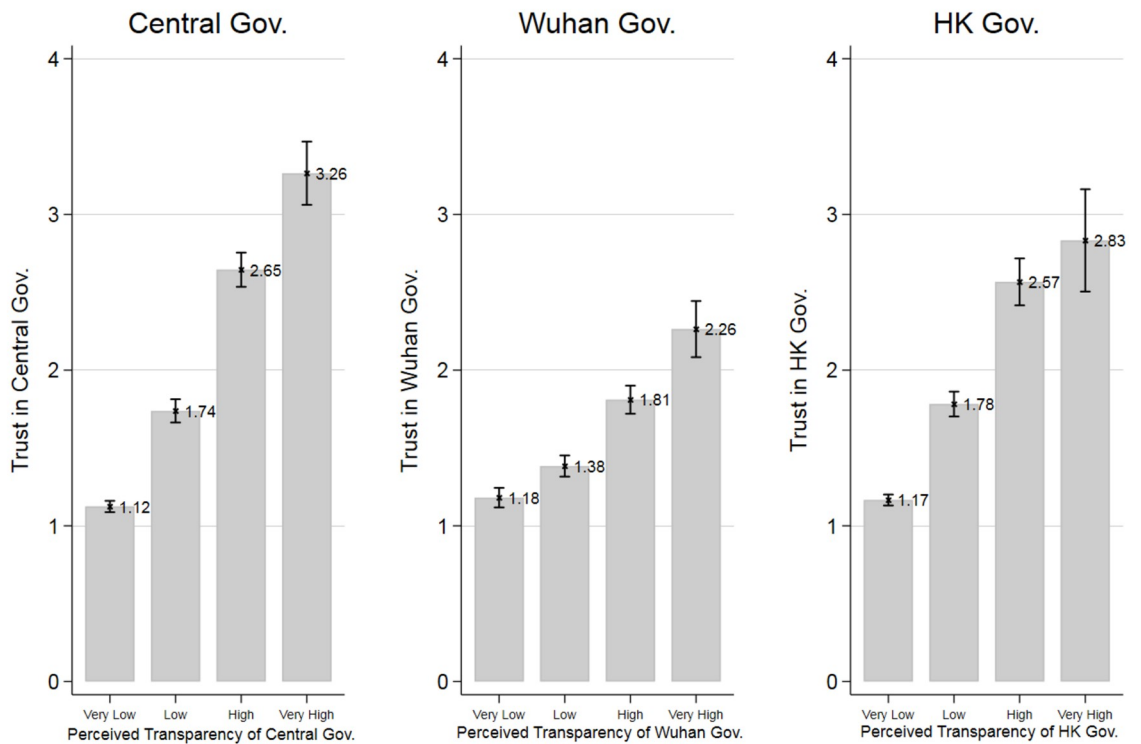 Central Gov.
4
3
2
1
0
Trust in Central Gov.
1.12
1.74
2.65
3.26
Very Low Low High Very High
Perceived Transparency of Central Gov.
Wuhan Gov.
4
3
2
1
0
Trust in Wuhan Gov.
1.18
1.38
1.81
2.26
Very Low Low High Very High
Perceived Transparency of Wuhan Gov.
HK Gov.
4
3
2
1
0
Trust in HK Gov.
1.17
1.78
2.57
2.83
Very Low Low High Very High
Perceived Transparency of HK Gov.